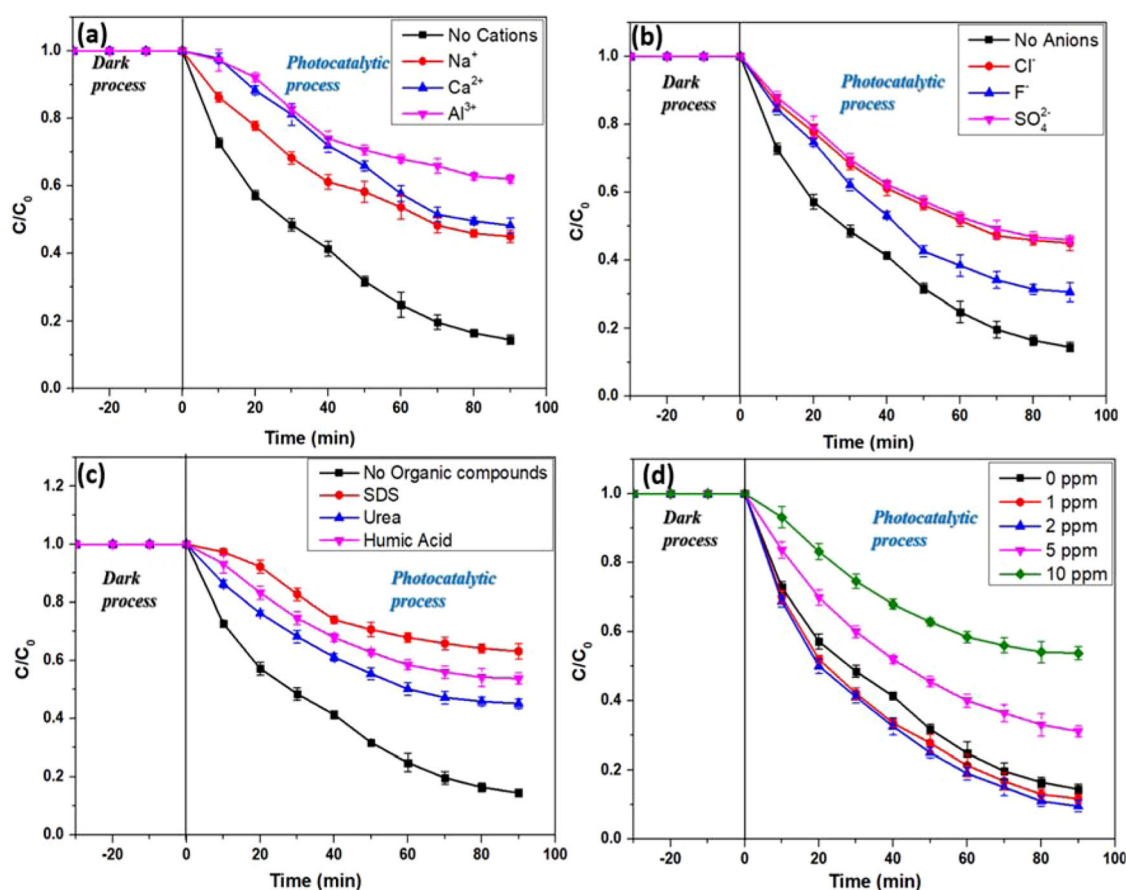 (a)
No Cations
Na⁺
Ca²⁺
Al³⁺
Dark
process
Photocatalytic
process
C/C₀
1.0
0.8
0.6
0.4
0.2
0.0
-20 0 20 40 60 80 100
Time (min)
(b)
No Anions
Cl⁻
F⁻
SO₄²⁻
Dark
process
Photocatalytic
process
C/C₀
1.0
0.8
0.6
0.4
0.2
0.0
-20 0 20 40 60 80 100
Time (min)
(c)
No Organic compounds
SDS
Urea
Humic Acid
Dark
process
Photocatalytic
process
C/C₀
1.2
1.0
0.8
0.6
0.4
0.2
0.0
-20 0 20 40 60 80 100
Time (min)
(d)
0 ppm
1 ppm
2 ppm
5 ppm
10 ppm
Dark
process
Photocatalytic
process
C/C₀
1.0
0.8
0.6
0.4
0.2
0.0
-20 0 20 40 60 80 100
Time (min)